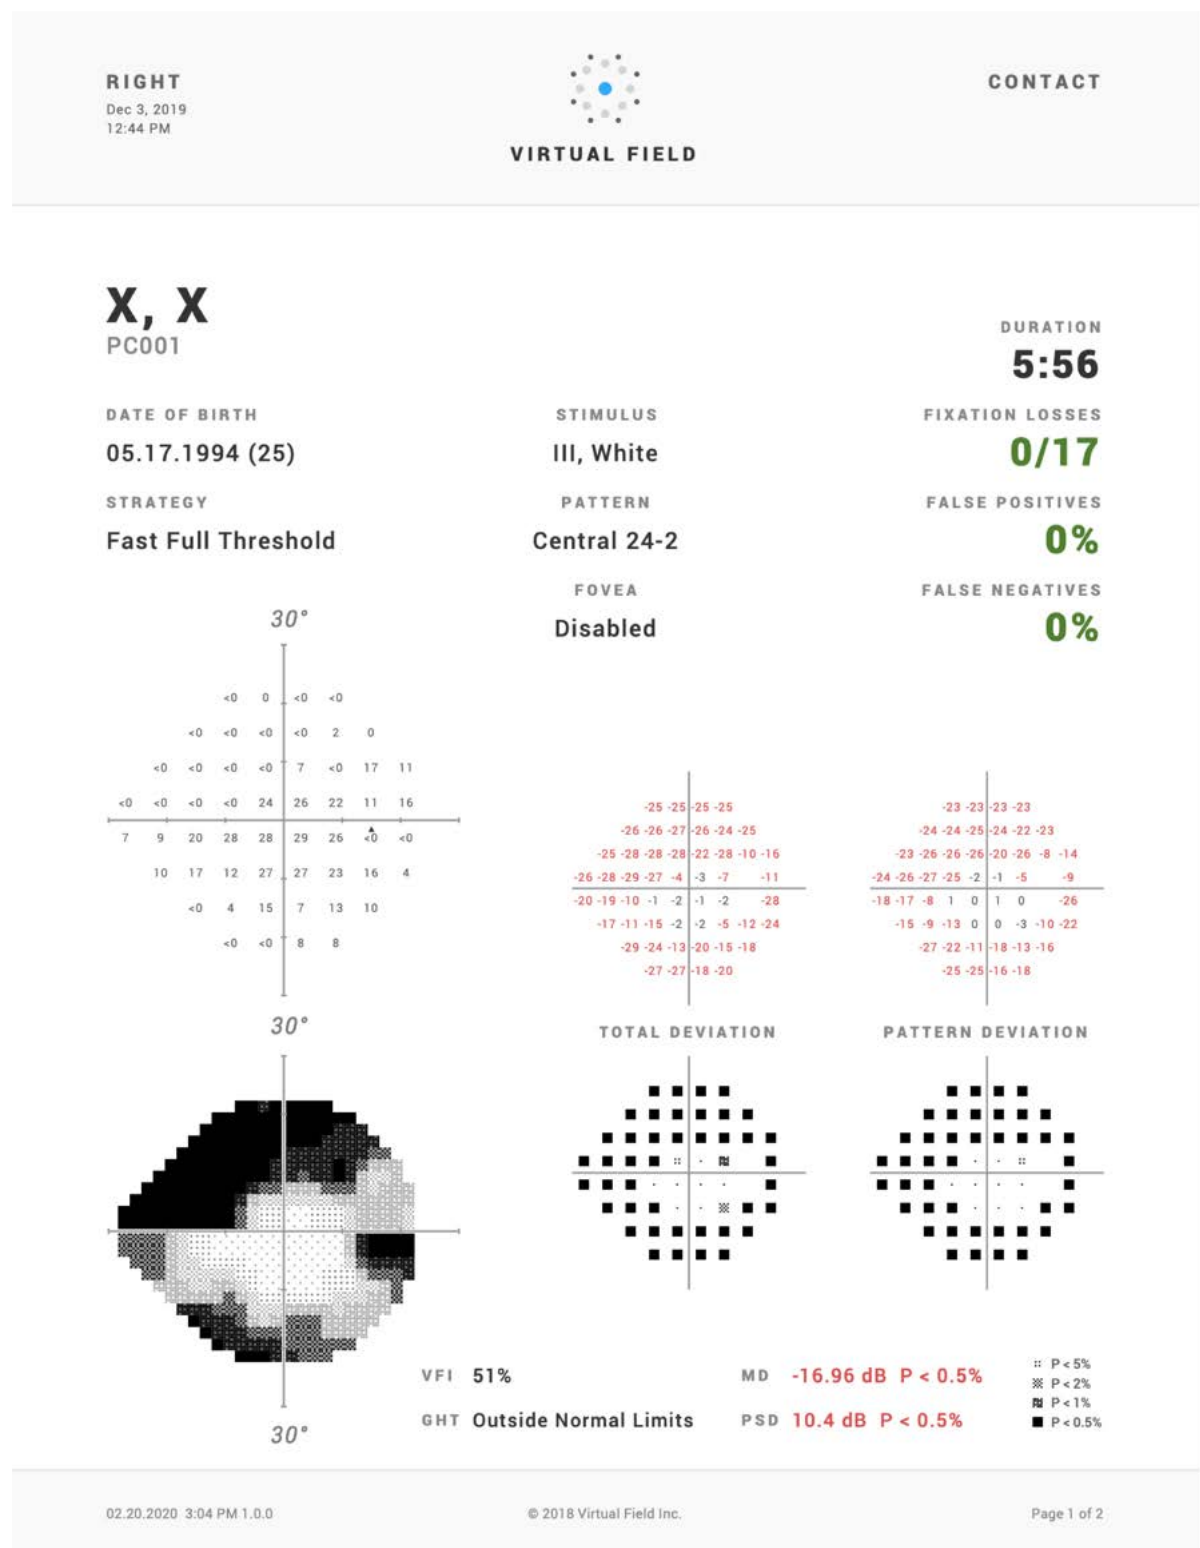 RIGHT
Dec 3, 2019
12:44 PM
VIRTUAL FIELD
CONTACT
X, X
PC001
DURATION
5:56
DATE OF BIRTH
05.17.1994 (25)
STIMULUS
III, White
FIXATION LOSSES
0/17
STRATEGY
Fast Full Threshold
PATTERN
Central 24-2
FALSE POSITIVES
0%
FOVEA
Disabled
FALSE NEGATIVES
0%
30°
<0 0 <0 <0
<0 <0 <0 <0 2 0
<0 <0 <0 <0 7 <0 17 11
<0 <0 <0 <0 24 26 22 11 16
7 9 20 28 28 29 26 <0 <0
10 17 12 27 27 23 16 4
<0 4 15 7 13 10
<0 <0 8 8
30°
-25 -25 -25 -25
-26 -26 -27 -26 -24 -25
-25 -28 -28 -28 -22 -28 -10 -16
-26 -28 -29 -27 -4 -3 -7 -11
-20 -19 -10 -1 -2 -1 -2 -28
-17 -11 -15 -2 -2 -5 -12 -24
-29 -24 -13 -20 -15 -18
-27 -27 -18 -20
TOTAL DEVIATION
-23 -23 -23 -23
-24 -24 -25 -24 -22 -23
-23 -26 -26 -26 -20 -26 -8 -14
-24 -26 -27 -25 -2 -1 -5 -9
-18 -17 -8 1 0 1 0 -26
-15 -9 -13 0 0 -3 -10 -22
-27 -22 -11 -18 -13 -16
-25 -25 -16 -18
PATTERN DEVIATION
30°
VFI 51%
GHT Outside Normal Limits
MD -16.96 dB P < 0.5%
PSD 10.4 dB P < 0.5%
P < 5%
P < 2%
P < 1%
P < 0.5%
02.20.2020 3:04 PM 1.0.0
© 2018 Virtual Field Inc.
Page 1 of 2